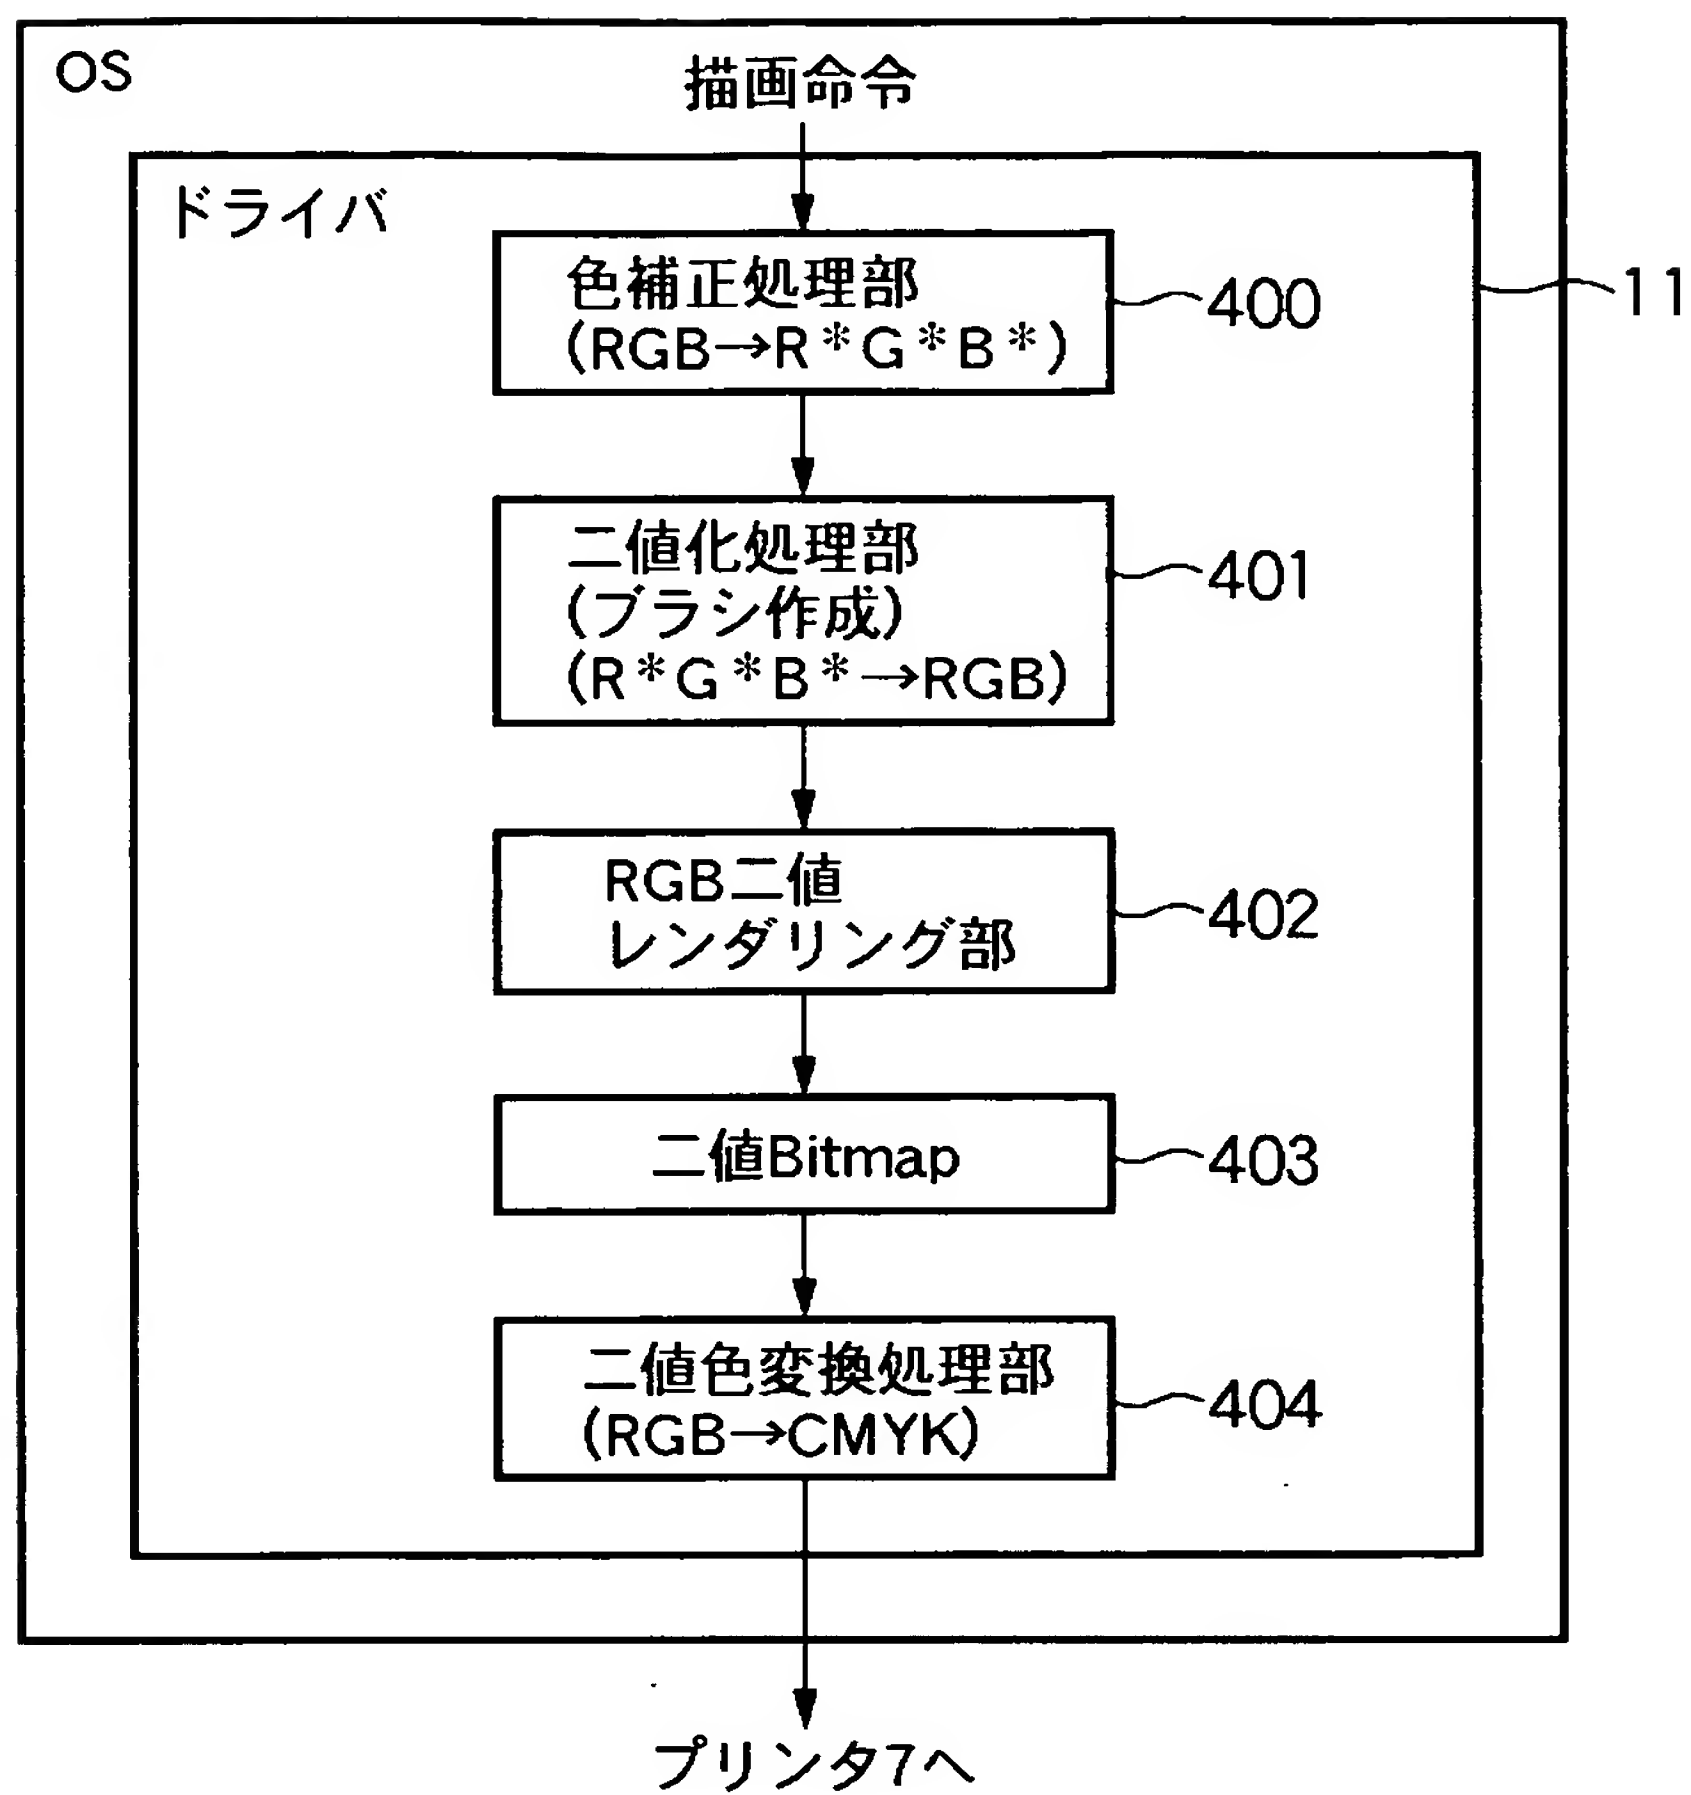 OS
描画命令
ドライバ
色補正処理部
(RGB→R*G*B*)
400
11
二値化処理部
(ブラシ作成)
(R*G*B*→RGB)
401
RGB二値
レンダリング部
402
二値Bitmap
403
二値色変換処理部
(RGB→CMYK)
404
プリンタ7へ